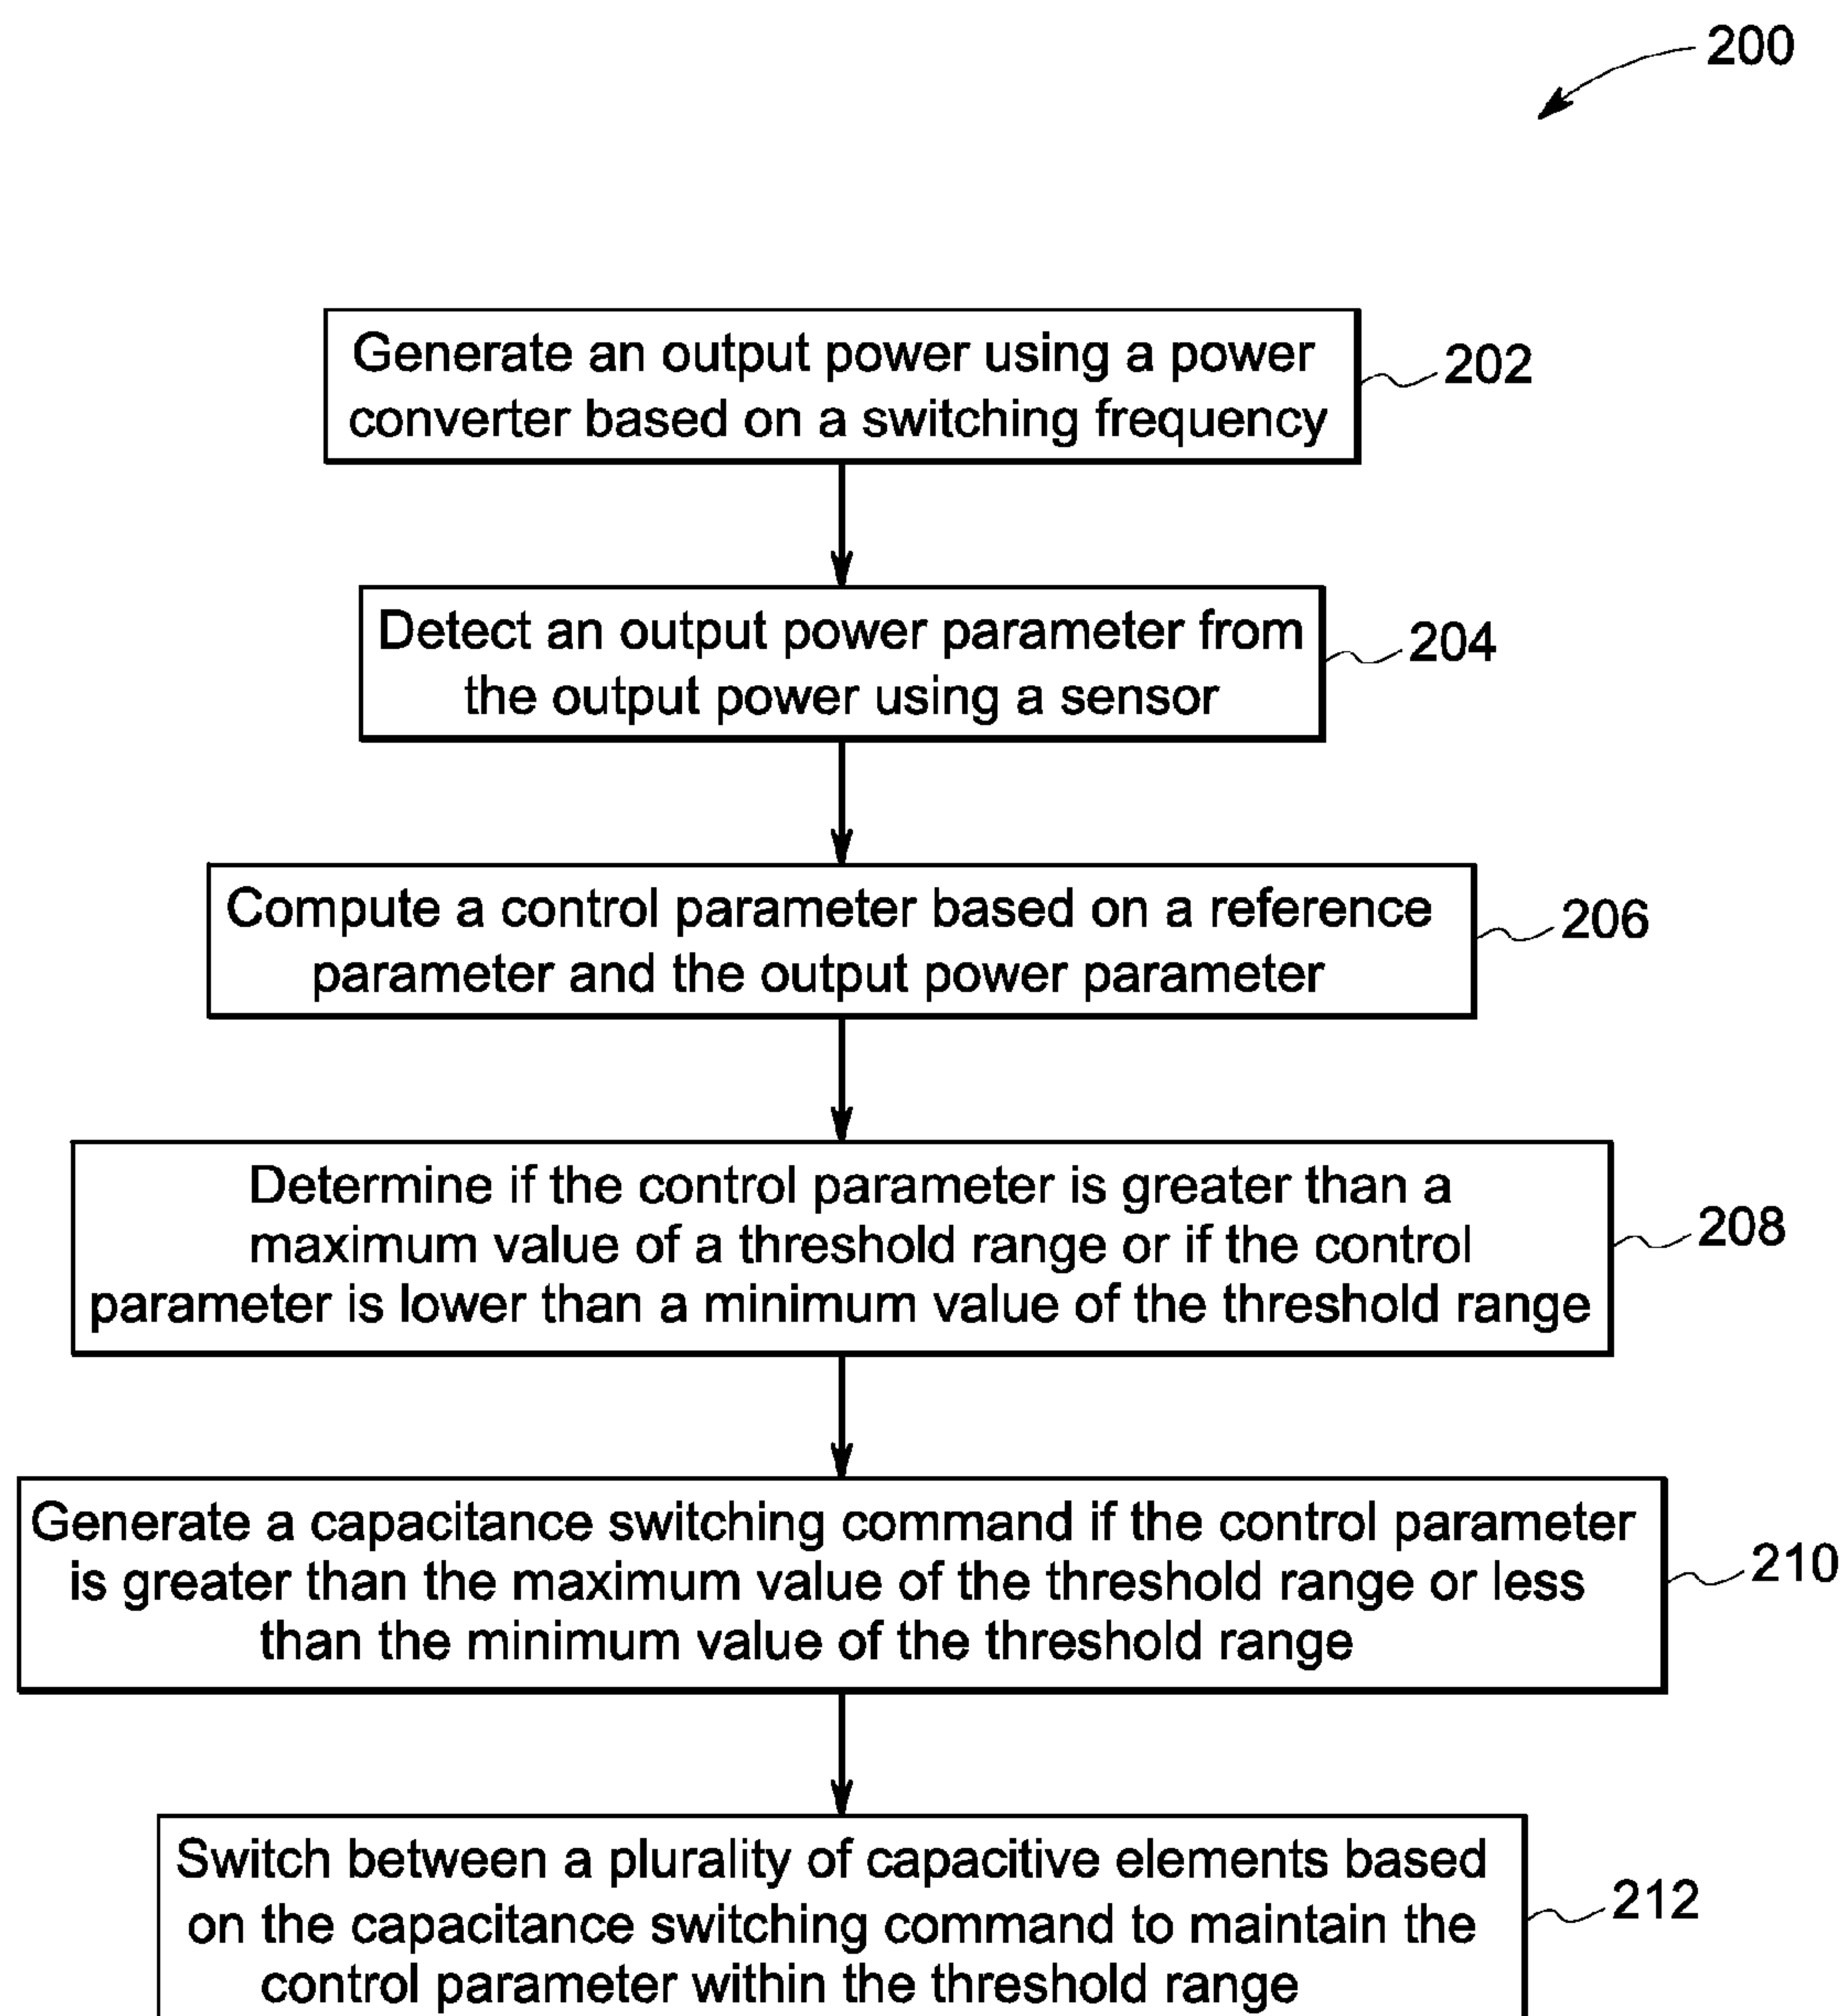 200
Generate an output power using a power
converter based on a switching frequency
202
Detect an output power parameter from
the output power using a sensor
204
Compute a control parameter based on a reference
parameter and the output power parameter
206
Determine if the control parameter is greater than a
maximum value of a threshold range or if the control
parameter is lower than a minimum value of the threshold range
208
Generate a capacitance switching command if the control parameter
is greater than the maximum value of the threshold range or less
than the minimum value of the threshold range
210
Switch between a plurality of capacitive elements based
on the capacitance switching command to maintain the
control parameter within the threshold range
212